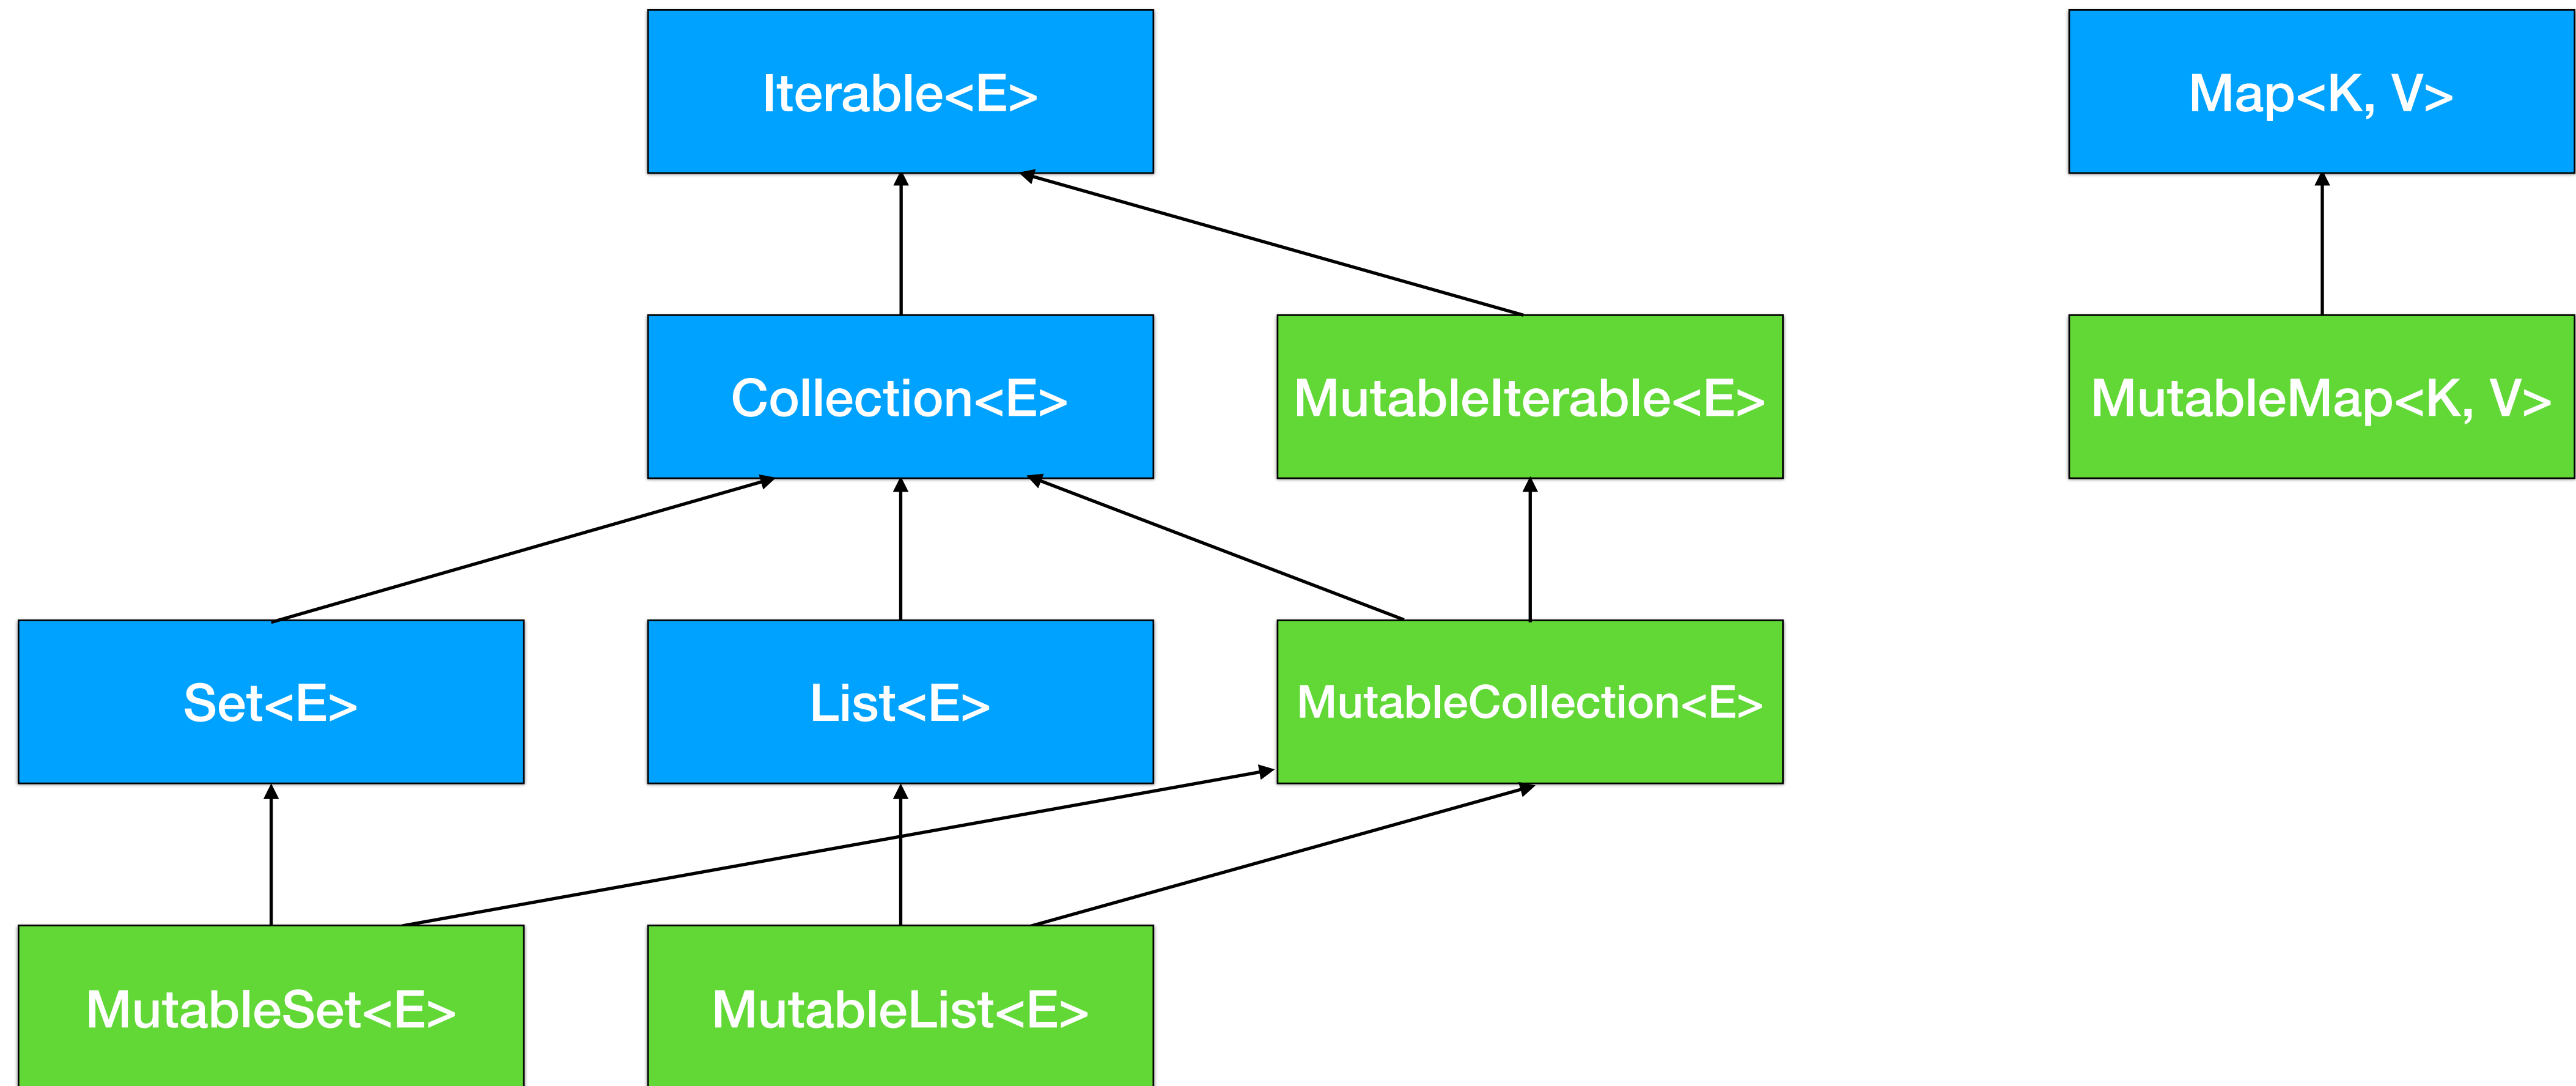 Iterable<E>
Map<K, V>
Collection<E>
MutableIterable<E>
MutableMap<K, V>
Set<E>
List<E>
MutableCollection<E>
MutableSet<E>
MutableList<E>